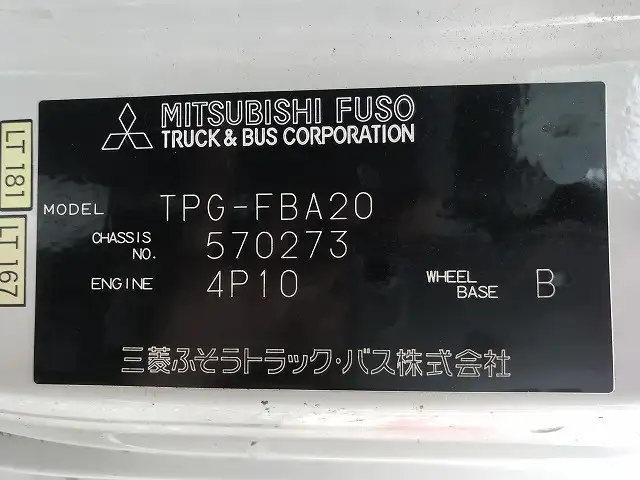 MITSUBISHI FUSO
TRUCK & BUS CORPORATION
MODEL TPG-FBA20
CHASSIS NO. 570273
ENGINE 4P10 WHEEL BASE B
三菱ふそうトラック・バス株式会社
LT 181
LT 167